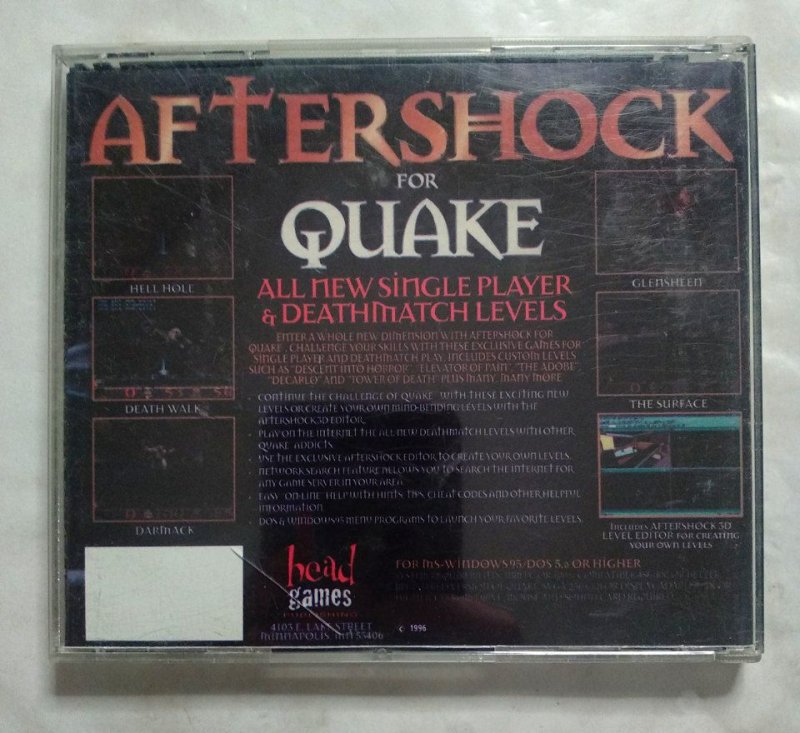 AFTERSHOCK
FOR
QUAKE
ALL NEW SINGLE PLAYER
& DEATHMATCH LEVELS
ENTER A WHOLE NEW DIMENSION WITH AFTERSHOCK FOR
QUAKE. CHALLENGE YOUR SKILLS WITH THESE EXCLUSIVE GAMES FOR
SINGLE PLAYER AND DEATHMATCH PLAY. INCLUDES CUSTOM LEVELS
SUCH AS "DESCENT INTO HORROR", "ELEVATOR OF PAIN", "THE ADOBE",
"DECARLO" AND "TOWER OF DEATH" PLUS MANY, MANY MORE
- CONTINUE THE CHALLENGE OF QUAKE WITH THESE EXCITING NEW
LEVELS OR CREATE YOUR OWN MIND-BENDING LEVELS WITH THE
AFTERSHOCK 3D EDITOR.
- PLAY ON THE INTERNET THE ALL-NEW DEATHMATCH LEVELS WITH OTHER
QUAKE ADDICTS.
- USE THE EXCLUSIVE AFTERSHOCK EDITOR TO CREATE YOUR OWN LEVELS.
- NETWORK SEARCH FEATURE ALLOWS YOU TO SEARCH THE INTERNET FOR
ANY GAME SERVER IN YOUR AREA.
- EASY ON-LINE HELP WITH HINTS, TIPS, CHEAT CODES AND OTHER HELPFUL
INFORMATION.
- DOS & WINDOWS 95 MENU PROGRAMS TO LAUNCH YOUR FAVORITE LEVELS.
HELL HOLE
DEATH WALK
DARMACK
GLENSHEEN
THE SURFACE
INCLUDES AFTERSHOCK 3D
LEVEL EDITOR FOR CREATING
YOUR OWN LEVELS
head
games
PUBLISHING
4103 E. LAKE STREET
MINNAPOLIS, MN 55406
© 1996
FOR MS-WINDOWS 95/DOS 5.0 OR HIGHER